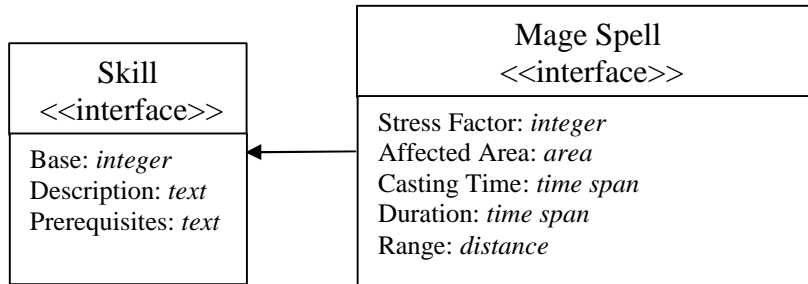 Skill
<<interface>>
Base: integer
Description: text
Prerequisites: text
Mage Spell
<<interface>>
Stress Factor: integer
Affected Area: area
Casting Time: time span
Duration: time span
Range: distance